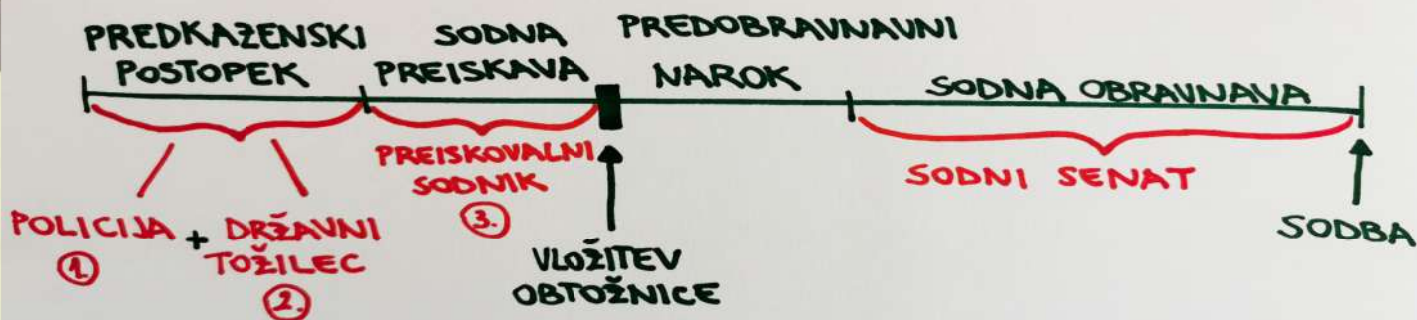 PREDKAZENSKI
POSTOPEK
SODNA
PREISKAVA
PREDOBRAVNAVNI
NAROK
SODNA OBRAVNAVA
POLICIJA
1.
+
DRŽAVNI
TOŽILEC
2.
PREISKOVALNI
SODNIK
3.
VLOŽITEV
OBTOŽNICE
SODNI SENAT
SODBA